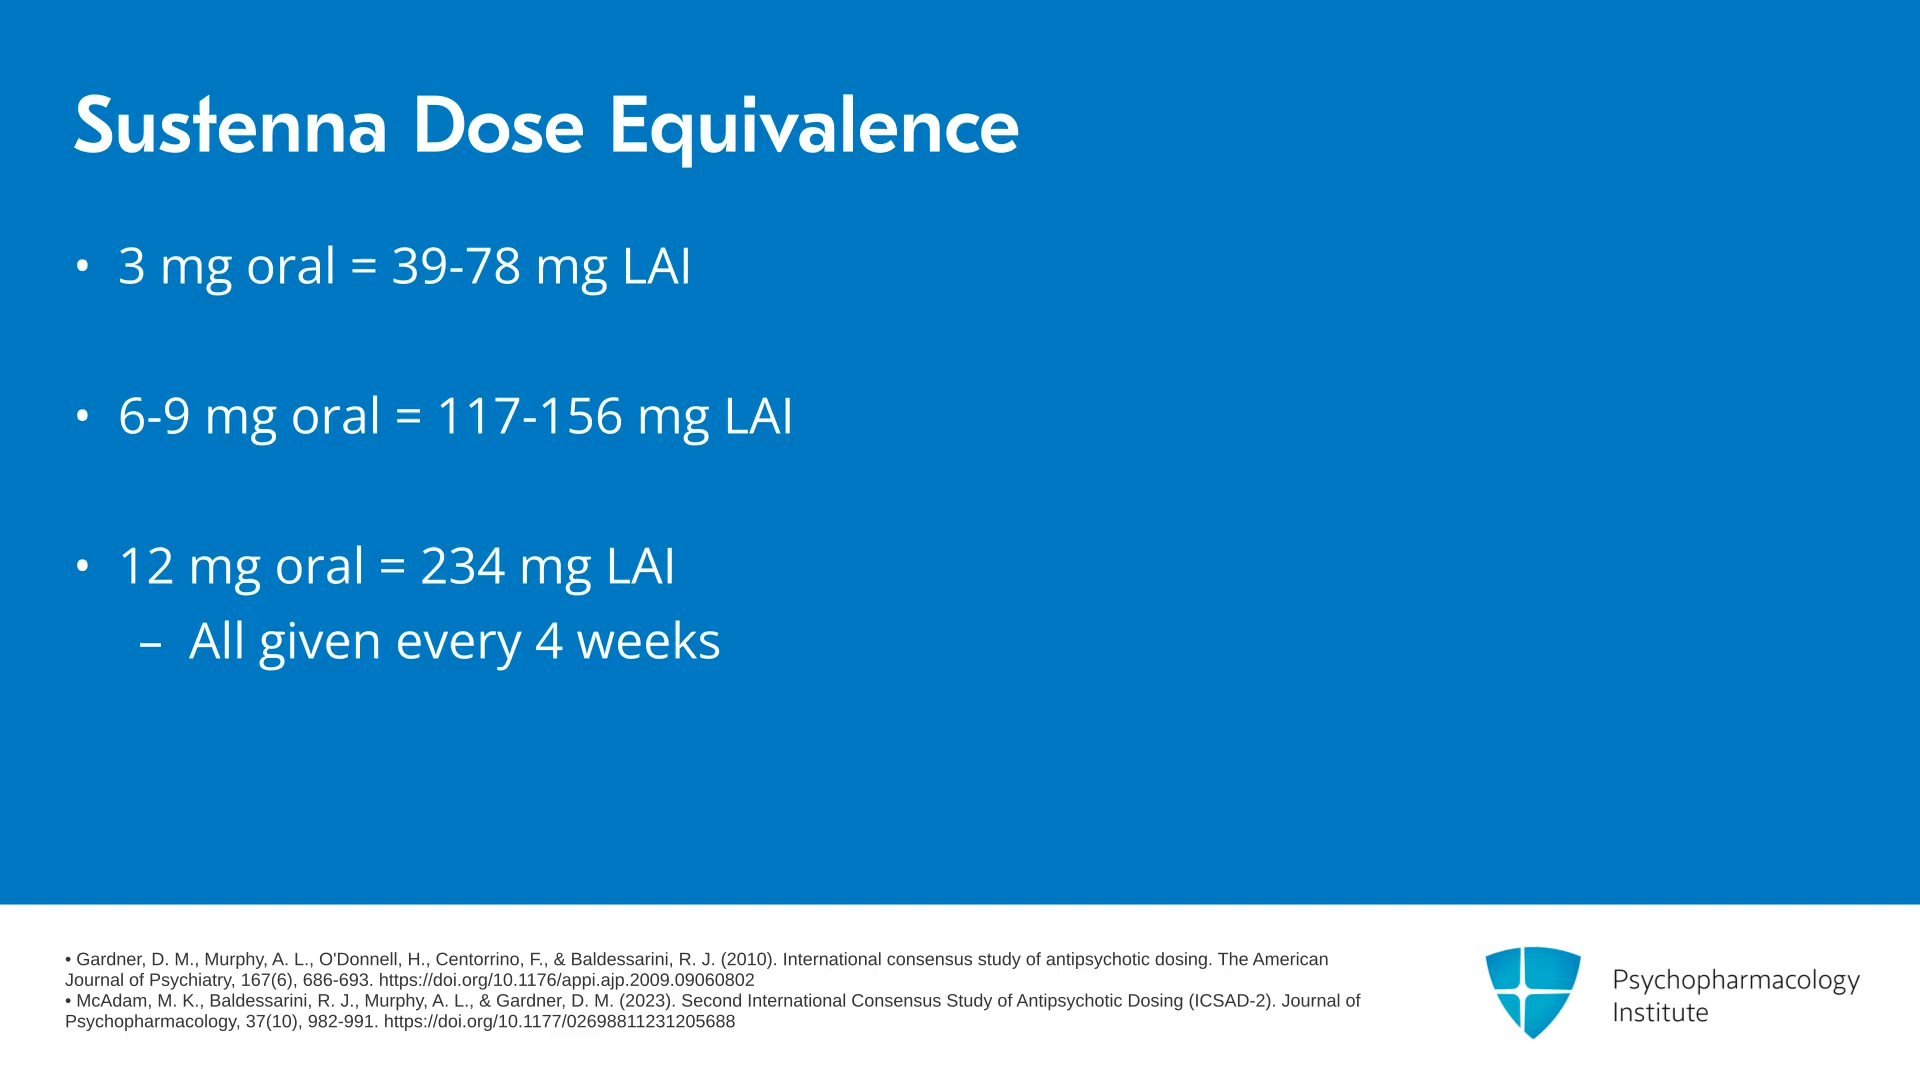 Sustenna Dose Equivalence
• 3 mg oral = 39-78 mg LAI
• 6-9 mg oral = 117-156 mg LAI
• 12 mg oral = 234 mg LAI
– All given every 4 weeks
• Gardner, D. M., Murphy, A. L., O'Donnell, H., Centorrino, F., & Baldessarini, R. J. (2010). International consensus study of antipsychotic dosing. The American
Journal of Psychiatry, 167(6), 686-693. https://doi.org/10.1176/appi.ajp.2009.09060802
• McAdam, M. K., Baldessarini, R. J., Murphy, A. L., & Gardner, D. M. (2023). Second International Consensus Study of Antipsychotic Dosing (ICSAD-2). Journal of
Psychopharmacology, 37(10), 982-991. https://doi.org/10.1177/02698811231205688
Psychopharmacology
Institute